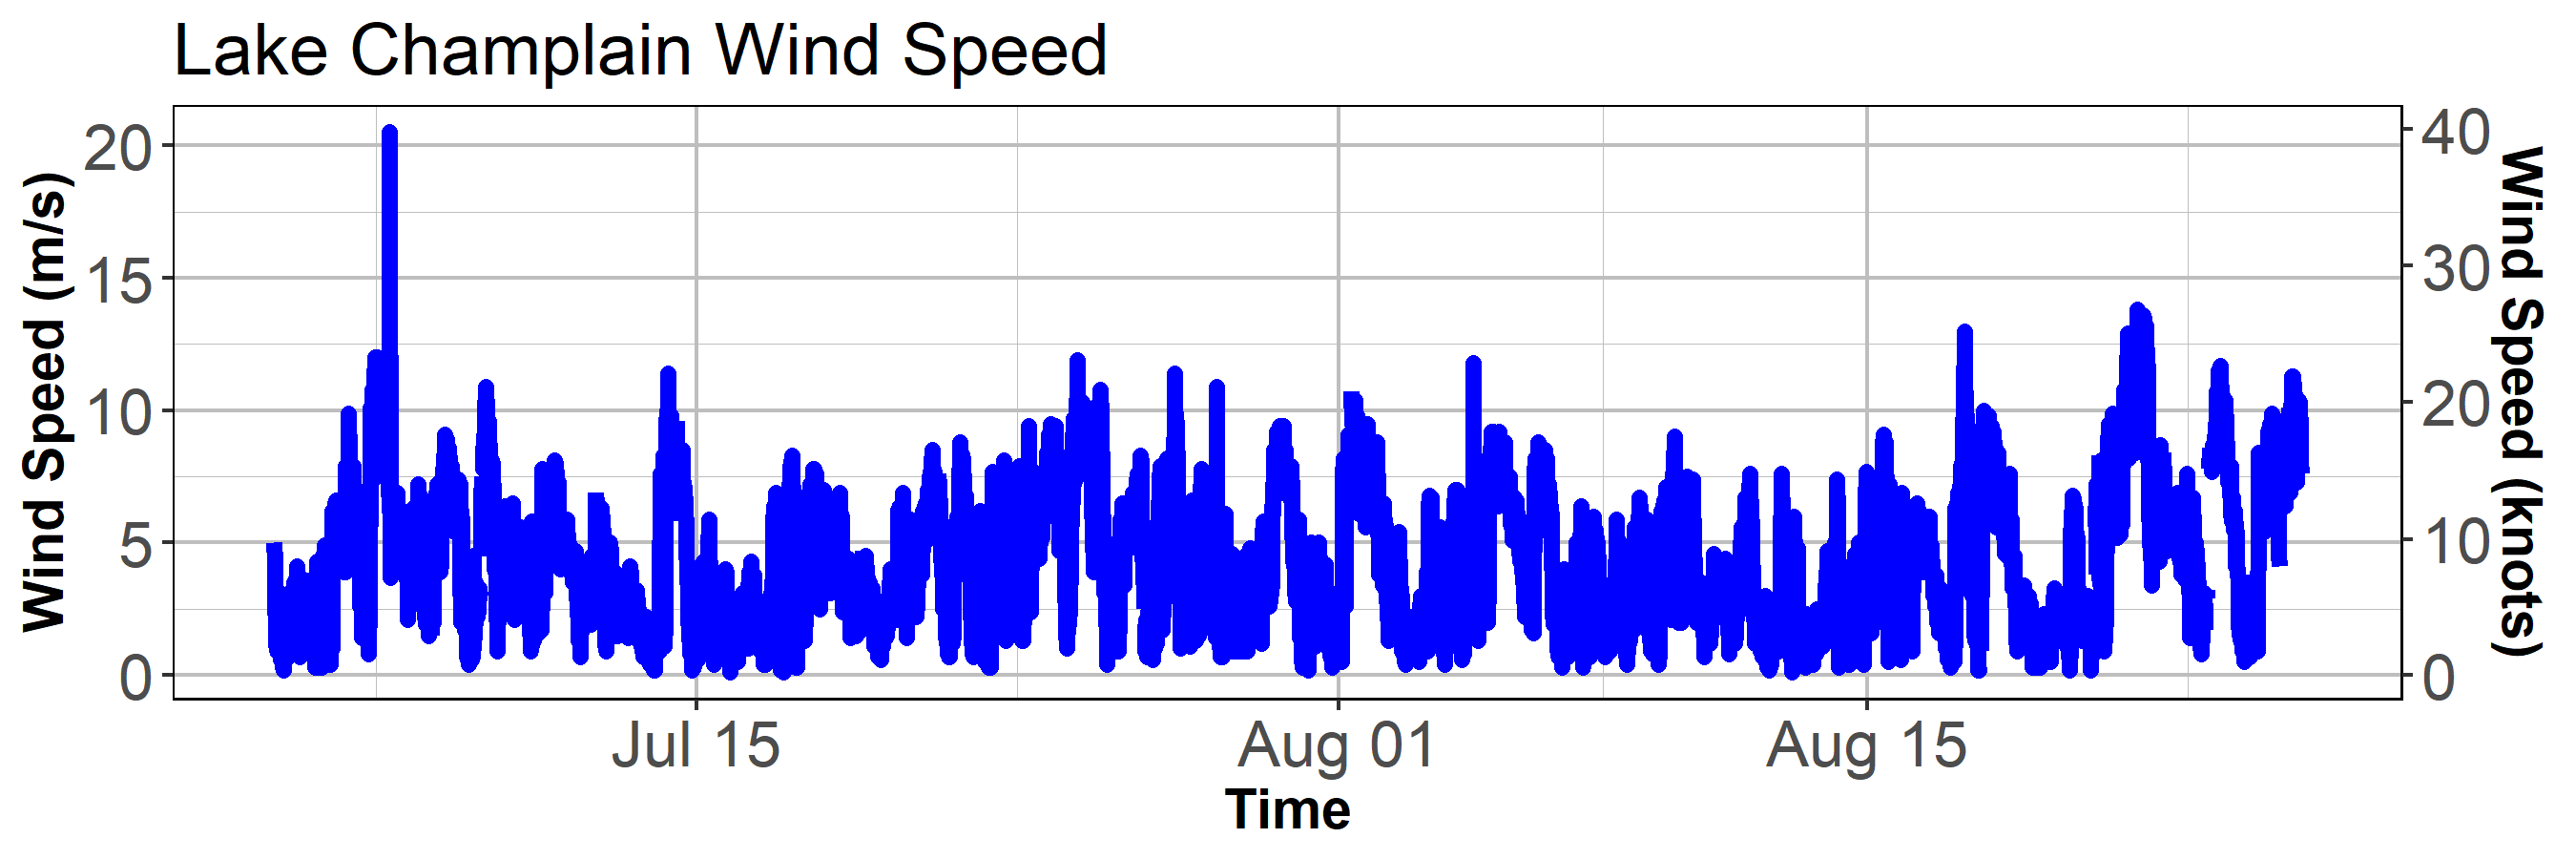 Lake Champlain Wind Speed
Wind Speed (m/s)
20
15
10
5
0
40
30
20
10
0
Wind Speed (knots)
Jul 15
Aug 01
Aug 15
Time